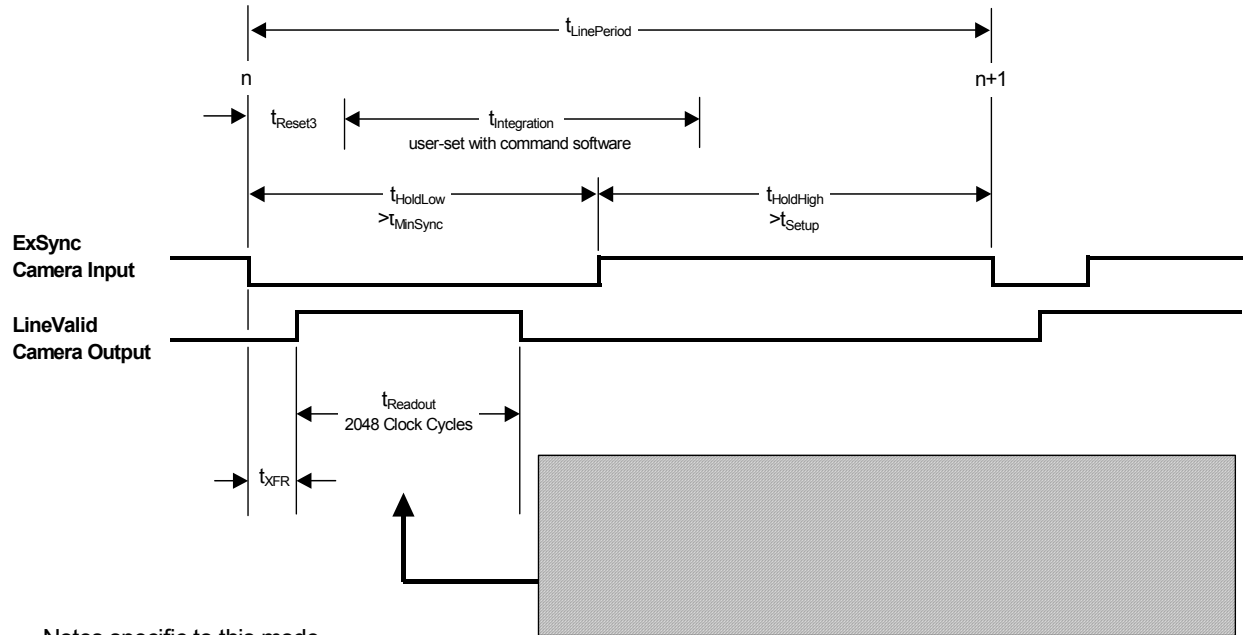 tLinePeriod
n n+1
tReset3 tIntegration
user-set with command software
tHoldLow tHoldHigh
>τMinSync >tSetup
ExSync
Camera Input
LineValid
Camera Output
tReadout
2048 Clock Cycles
tXFR
Notes specific to this mode